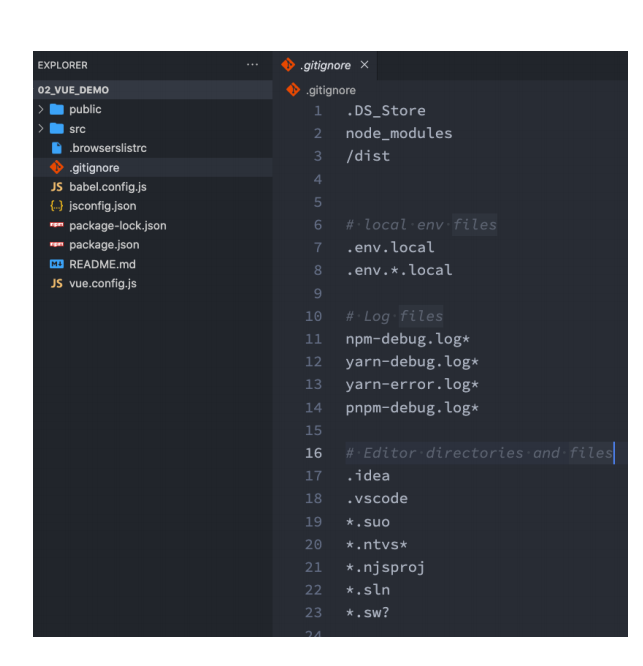 EXPLORER
···
02_VUE_DEMO
> public
> src
.browserslistrc
.gitignore
JS babel.config.js
{..} jsconfig.json
npm package-lock.json
npm package.json
README.md
JS vue.config.js
.gitignore ×
.gitignore
1 .DS_Store
2 node_modules
3 /dist
4
5
6 # local env files
7 .env.local
8 .env.*.local
9
10 # Log files
11 npm-debug.log*
12 yarn-debug.log*
13 yarn-error.log*
14 pnpm-debug.log*
15
16 # Editor directories and files
17 .idea
18 .vscode
19 *.suo
20 *.ntvs*
21 *.njsproj
22 *.sln
23 *.sw?
24